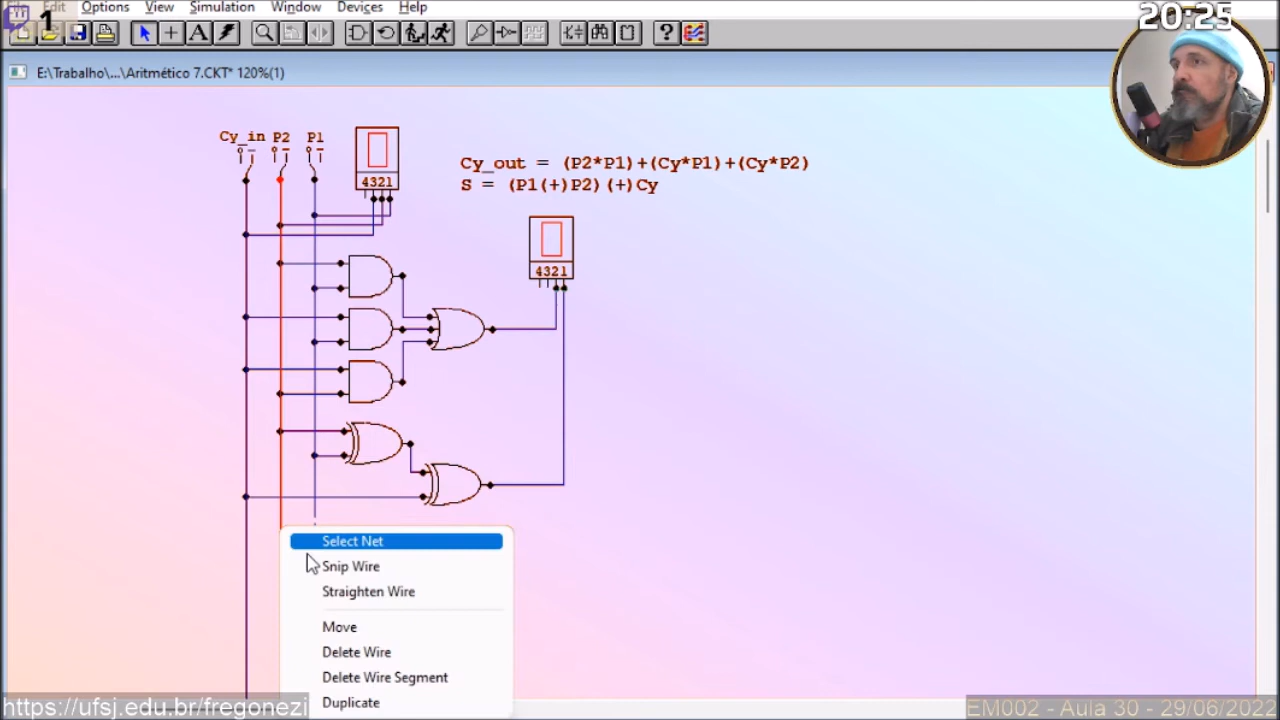 File Edit Options View Simulation Window Devices Help
1
20:25
E:\Trabalho\...\Aritmético 7.CKT* 120%(1)
Cy_in P2 P1
4321
Cy_out = (P2*P1)+(Cy*P1)+(Cy*P2)
S = (P1(+)P2)(+)Cy
4321
Select Net
Snip Wire
Straighten Wire
Move
Delete Wire
Delete Wire Segment
Duplicate
https://ufsj.edu.br/fregonezi
EM002 - Aula 30 - 29/06/2022